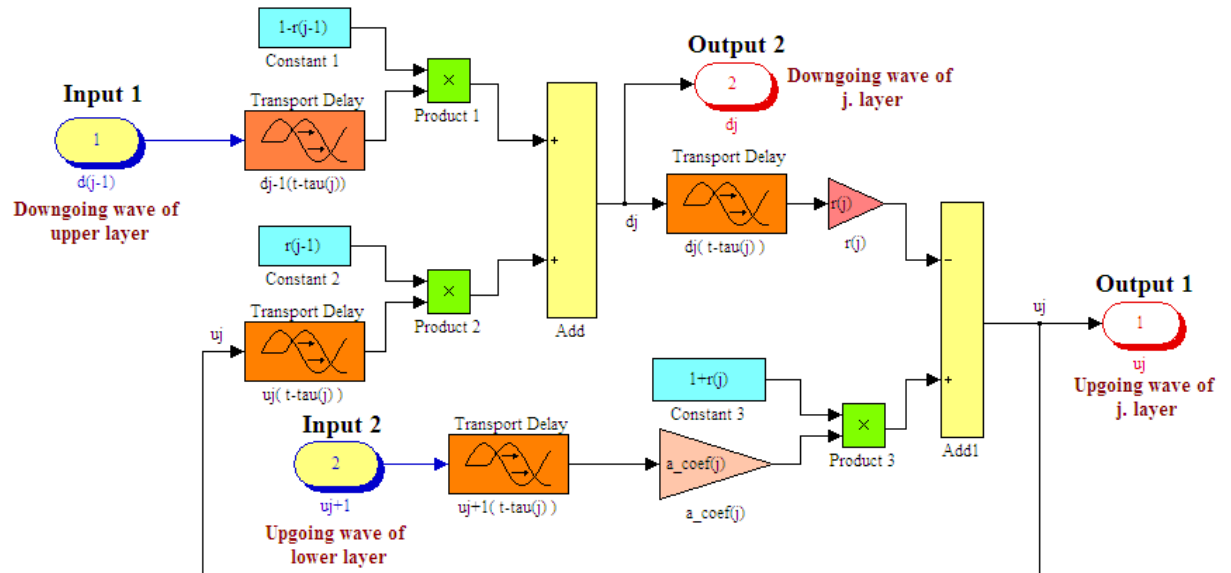 1-r(j-1)
Constant 1
Input 1
1
d(j-1)
Downgoing wave of
upper layer
Transport Delay
dj-1(t-tau(j))
×
Product 1
r(j-1)
Constant 2
Transport Delay
uj
uj( t-tau(j) )
×
Product 2
+
+
Add
dj
Output 2
2
dj
Downgoing wave of
j. layer
Transport Delay
dj( t-tau(j) )
r(j)
r(j)
Input 2
2
uj+1
Upgoing wave of
lower layer
Transport Delay
uj+1( t-tau(j) )
a_coef(j)
a_coef(j)
1+r(j)
Constant 3
×
Product 3
−
+
Add1
uj
Output 1
1
uj
Upgoing wave of
j. layer